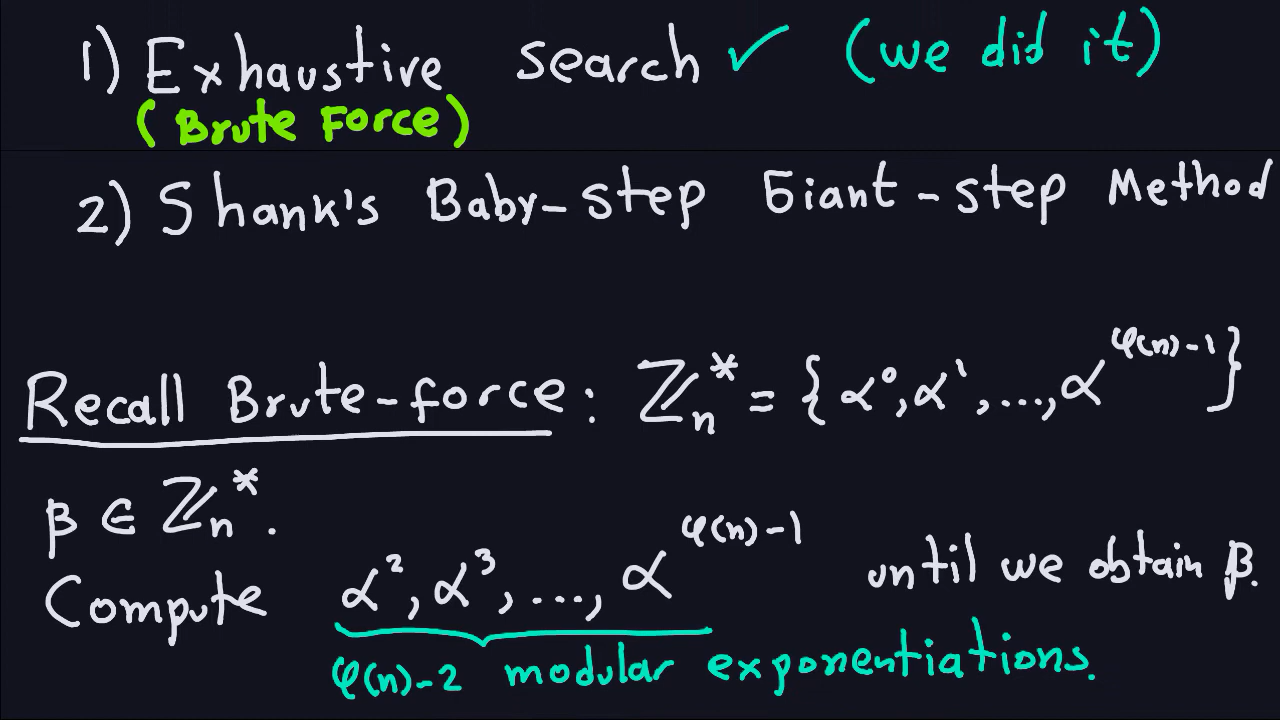 1) Exhaustive search ✓ (we did it)
(Brute Force)
2) Shank's Baby-step Giant-step Method
Recall Brute-force: ℤₙ* = {α⁰, α¹, ..., α^(φ(n)-1)}
β ∈ ℤₙ*.
Compute α², α³, ..., α^(φ(n)-1) until we obtain β.
φ(n)-2 modular exponentiations.